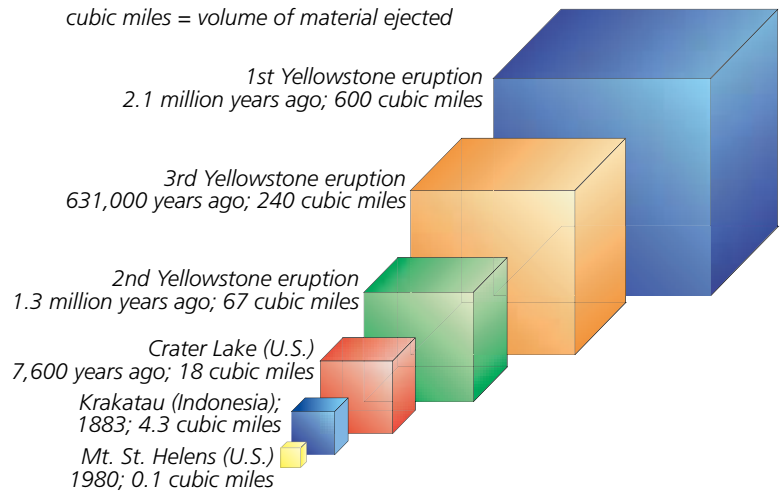 cubic miles = volume of material ejected
1st Yellowstone eruption
2.1 million years ago; 600 cubic miles
3rd Yellowstone eruption
631,000 years ago; 240 cubic miles
2nd Yellowstone eruption
1.3 million years ago; 67 cubic miles
Crater Lake (U.S.)
7,600 years ago; 18 cubic miles
Krakatau (Indonesia);
1883; 4.3 cubic miles
Mt. St. Helens (U.S.)
1980; 0.1 cubic miles